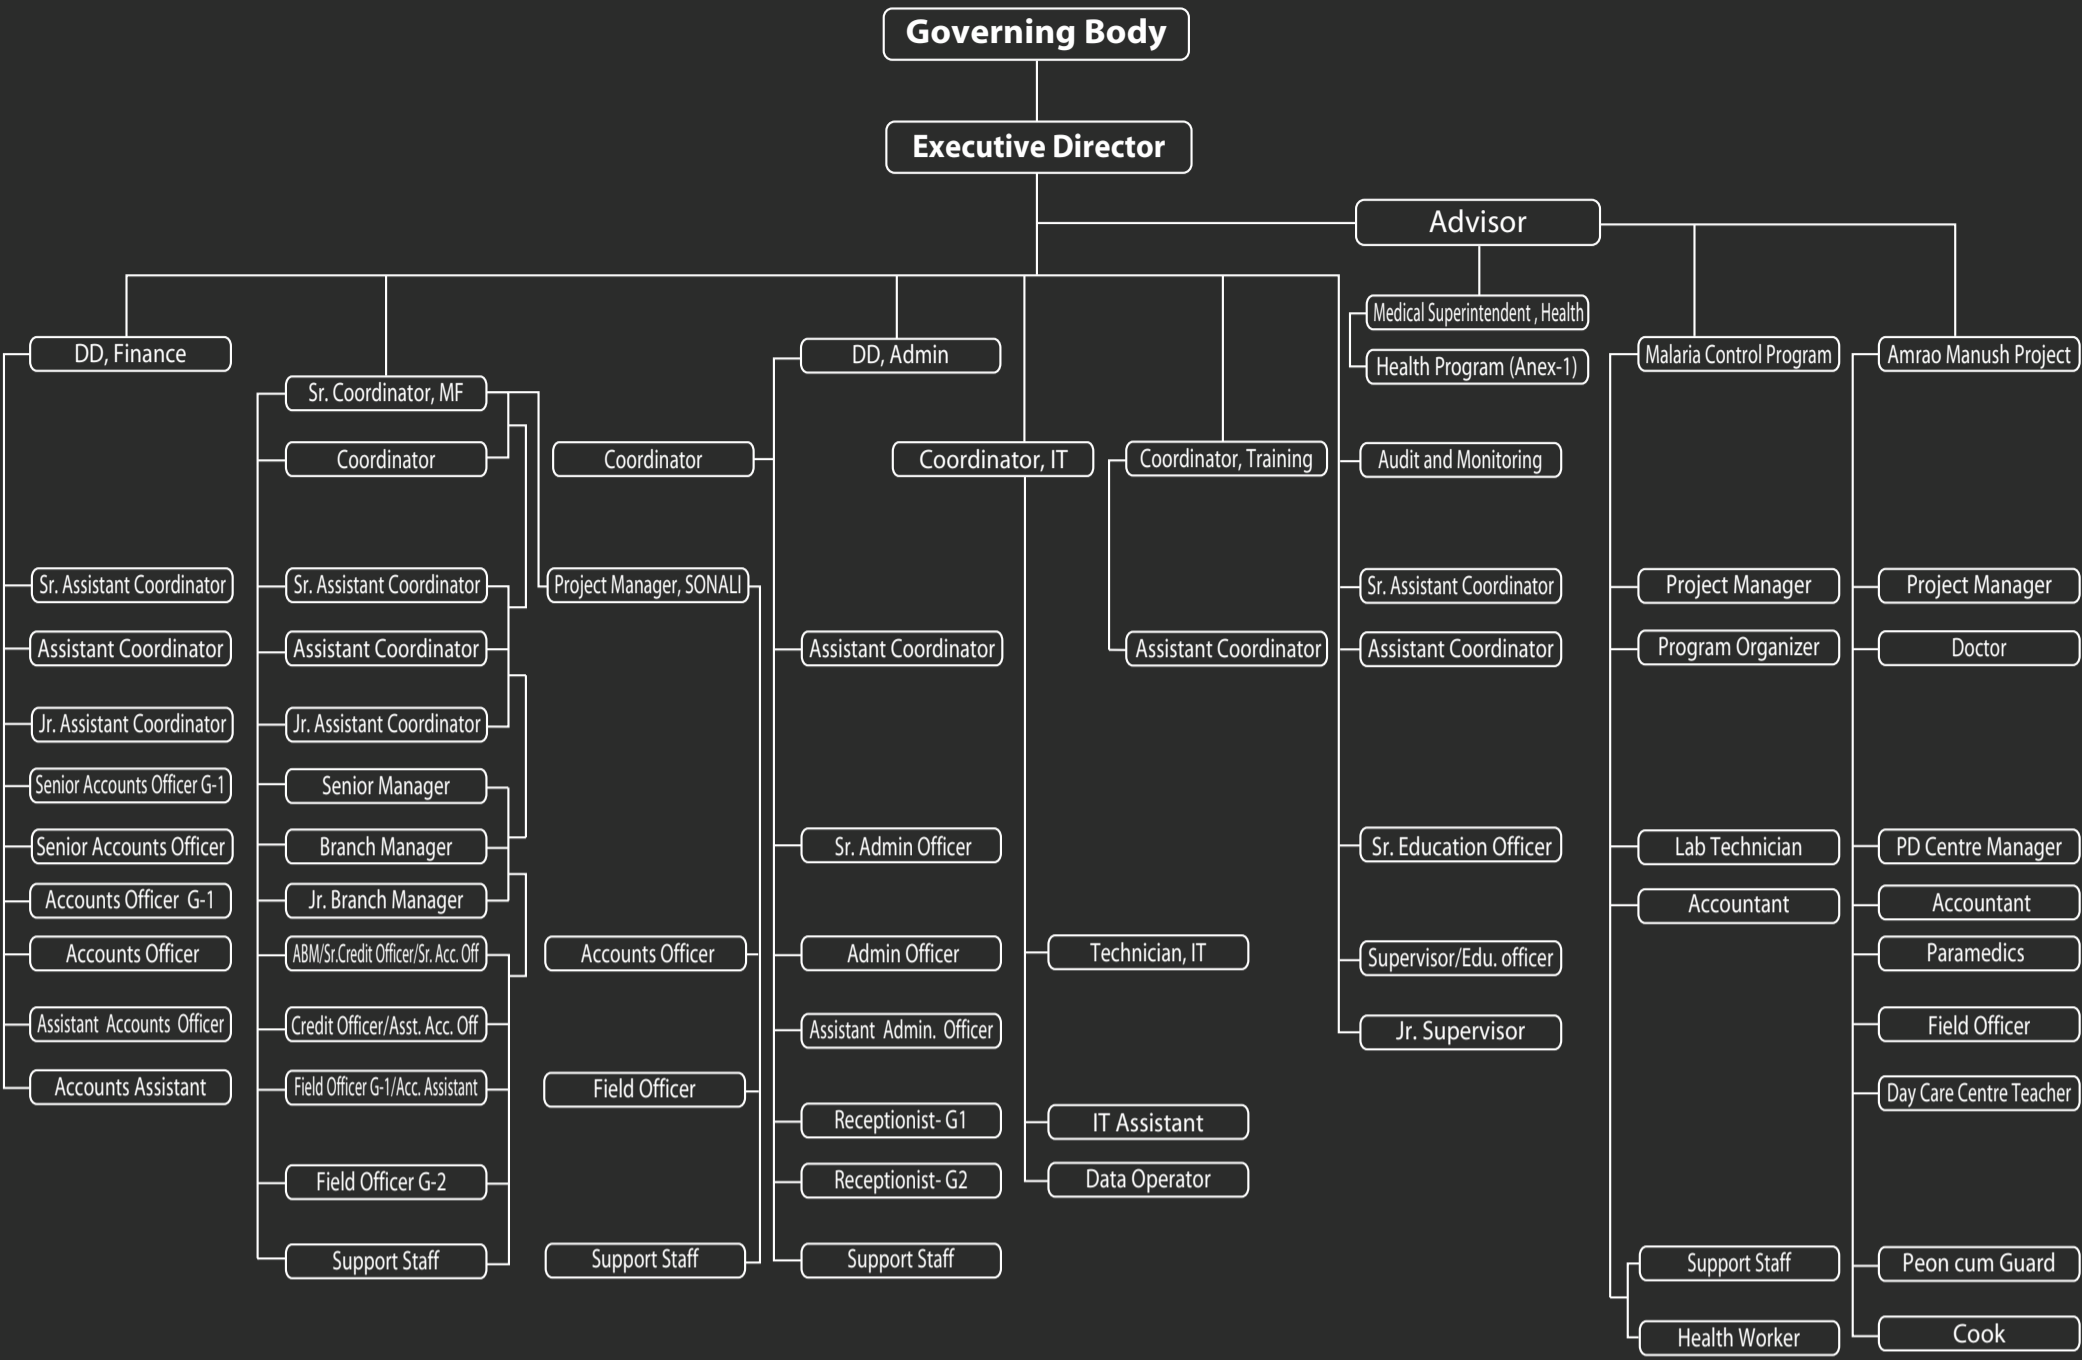 Governing Body
Executive Director
Advisor
DD, Finance
Sr. Assistant Coordinator
Assistant Coordinator
Jr. Assistant Coordinator
Senior Accounts Officer G-1
Senior Accounts Officer
Accounts Officer G-1
Accounts Officer
Assistant Accounts Officer
Accounts Assistant
Sr. Coordinator, MF
Coordinator
Sr. Assistant Coordinator
Assistant Coordinator
Jr. Assistant Coordinator
Senior Manager
Branch Manager
Jr. Branch Manager
ABM/Sr.Credit Officer/Sr. Acc. Off
Credit Officer/Asst. Acc. Off
Field Officer G-1/Acc. Assistant
Field Officer G-2
Support Staff
Project Manager, SONALI
Accounts Officer
Field Officer
Support Staff
DD, Admin
Coordinator
Assistant Coordinator
Sr. Admin Officer
Admin Officer
Assistant Admin. Officer
Receptionist- G1
Receptionist- G2
Support Staff
Coordinator, IT
Technician, IT
IT Assistant
Data Operator
Coordinator, Training
Assistant Coordinator
Medical Superintendent , Health
Health Program (Anex-1)
Audit and Monitoring
Sr. Assistant Coordinator
Assistant Coordinator
Sr. Education Officer
Supervisor/Edu. officer
Jr. Supervisor
Malaria Control Program
Project Manager
Program Organizer
Lab Technician
Accountant
Support Staff
Health Worker
Amrao Manush Project
Project Manager
Doctor
PD Centre Manager
Accountant
Paramedics
Field Officer
Day Care Centre Teacher
Peon cum Guard
Cook